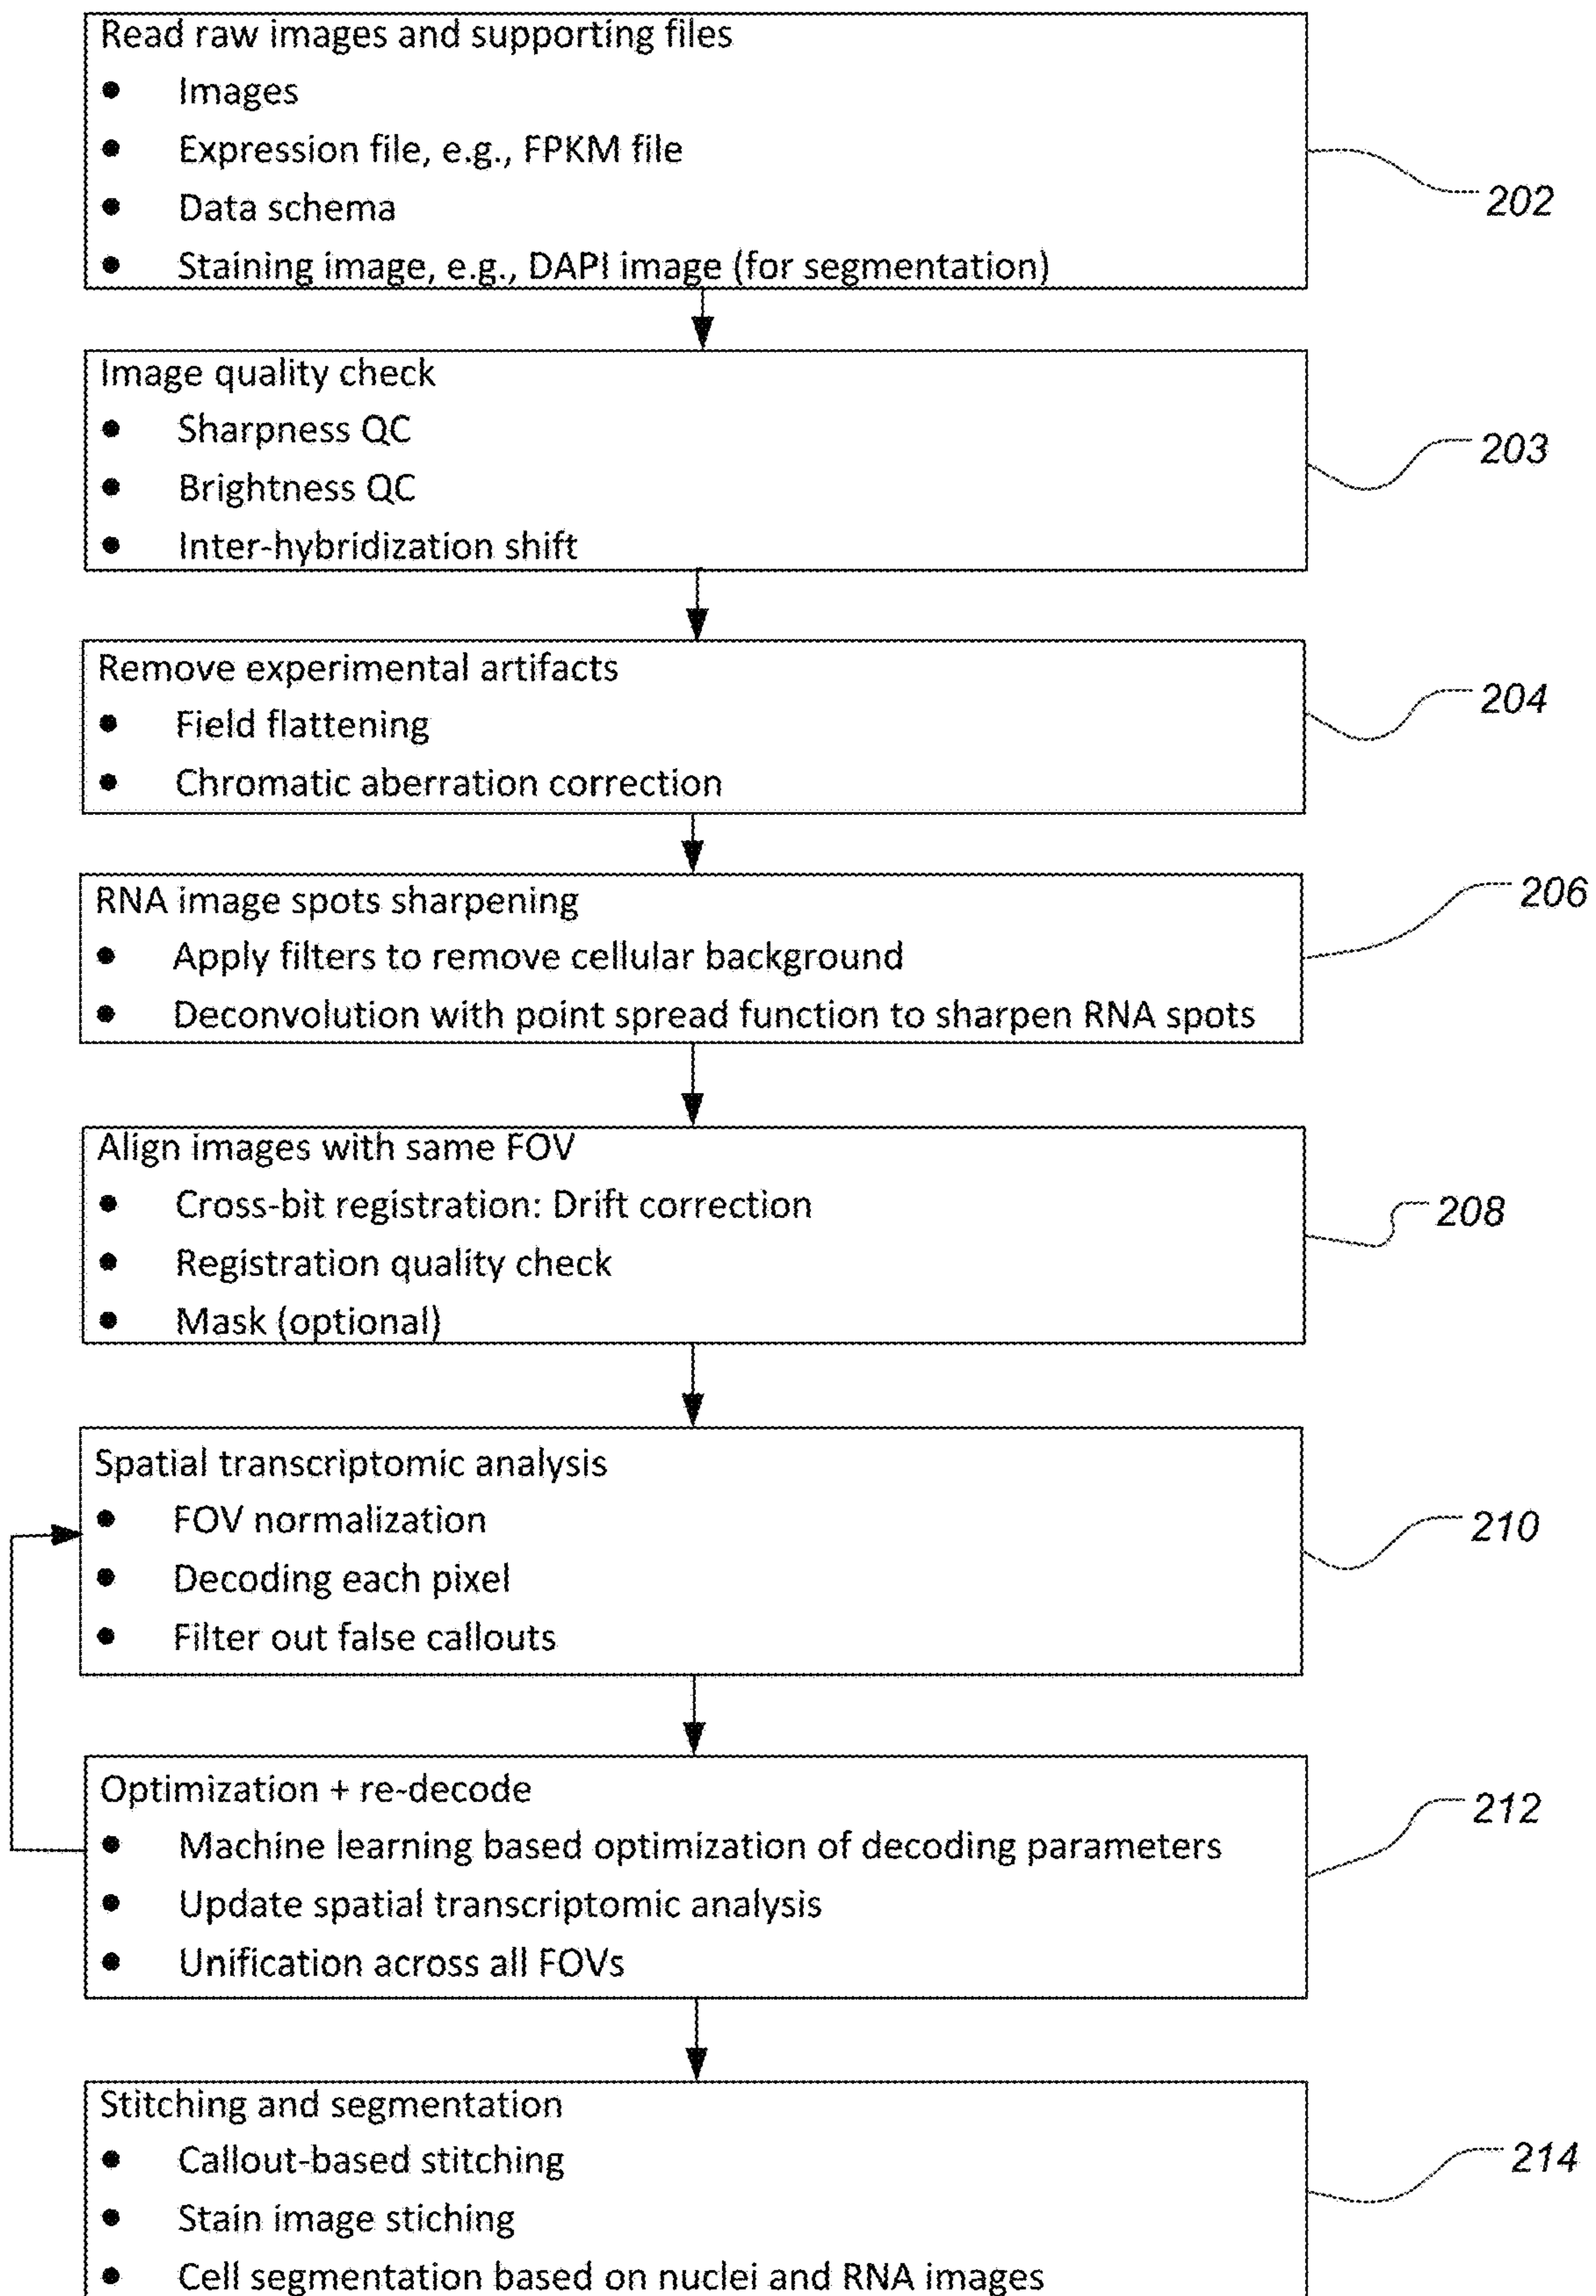 Read raw images and supporting files
● Images
● Expression file, e.g., FPKM file
● Data schema
● Staining image, e.g., DAPI image (for segmentation)
202
Image quality check
● Sharpness QC
● Brightness QC
● Inter-hybridization shift
203
Remove experimental artifacts
● Field flattening
● Chromatic aberration correction
204
RNA image spots sharpening
● Apply filters to remove cellular background
● Deconvolution with point spread function to sharpen RNA spots
206
Align images with same FOV
● Cross-bit registration: Drift correction
● Registration quality check
● Mask (optional)
208
Spatial transcriptomic analysis
● FOV normalization
● Decoding each pixel
● Filter out false callouts
210
Optimization + re-decode
● Machine learning based optimization of decoding parameters
● Update spatial transcriptomic analysis
● Unification across all FOVs
212
Stitching and segmentation
● Callout-based stitching
● Stain image stiching
● Cell segmentation based on nuclei and RNA images
214